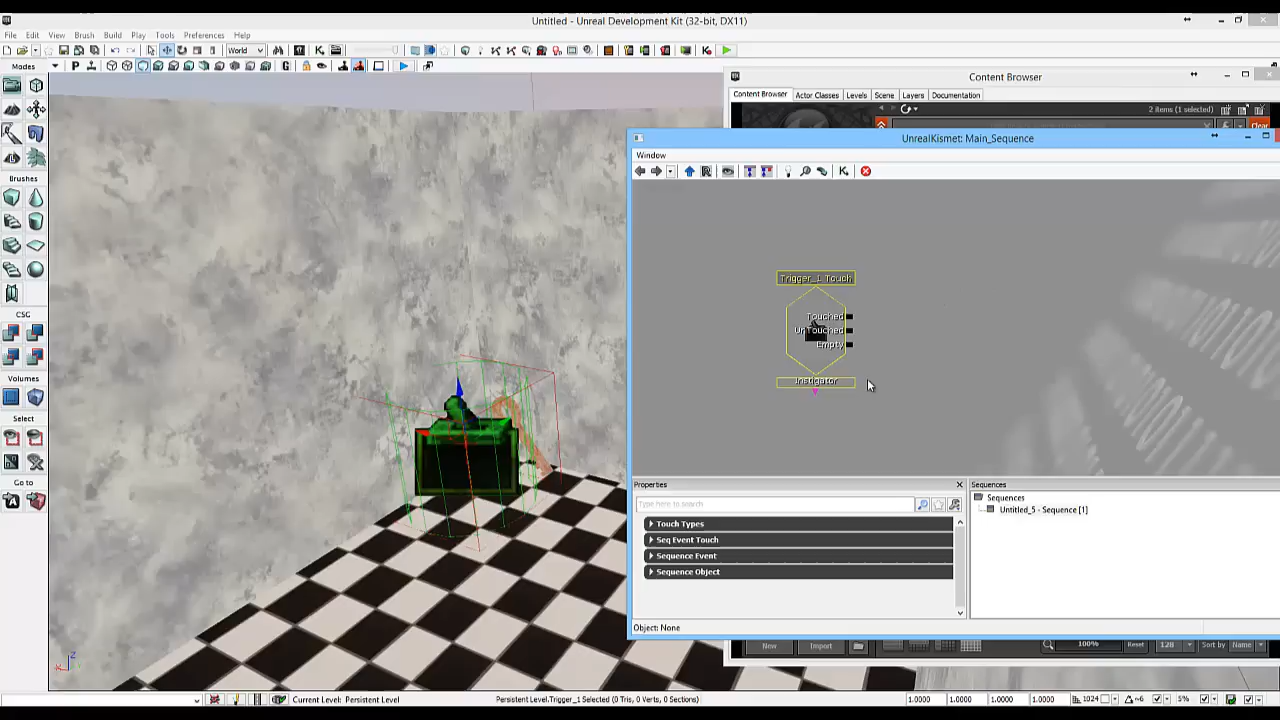 Untitled - Unreal Development Kit (32-bit, DX11)
File Edit View Brush Build Play Tools Preferences Help
World
Modes
P
G
Brushes
CSG
Volumes
Select
Go to
Content Browser
Content Browser Actor Classes Levels Scene Layers Documentation
2 Items (1 selected)
Clear
UnrealKismet: Main_Sequence
Window
Trigger_1 Touch
Touched
UnTouched
Empty
Instigator
Properties
Type here to search
Touch Types
Seq Event Touch
Sequence Event
Sequence Object
Sequences
Sequences
Untitled_5 - Sequence [1]
Object: None
New Import 100% Reset 128 Sort by Name
Z
X
Current Level: Persistent Level
Persistent Level.Trigger_1 Selected (0 Tris, 0 Verts, 0 Sections)
1.0000 1.0000 1.0000 1.0000 1024 ~6 5%